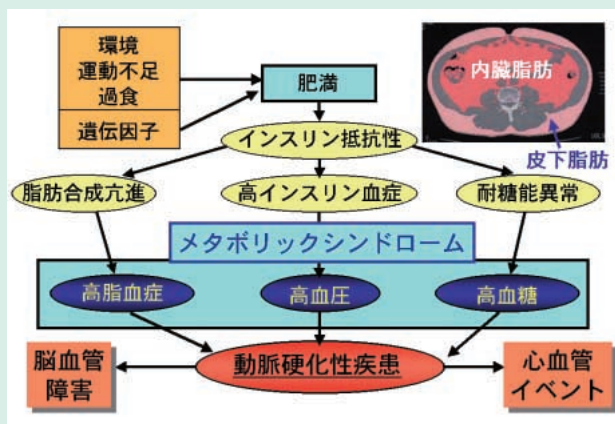 環境
運動不足
過食
遺伝因子
肥満
内臓脂肪
皮下脂肪
インスリン抵抗性
脂肪合成亢進
高インスリン血症
耐糖能異常
メタボリックシンドローム
高脂血症
高血圧
高血糖
脳血管
障害
動脈硬化性疾患
心血管
イベント